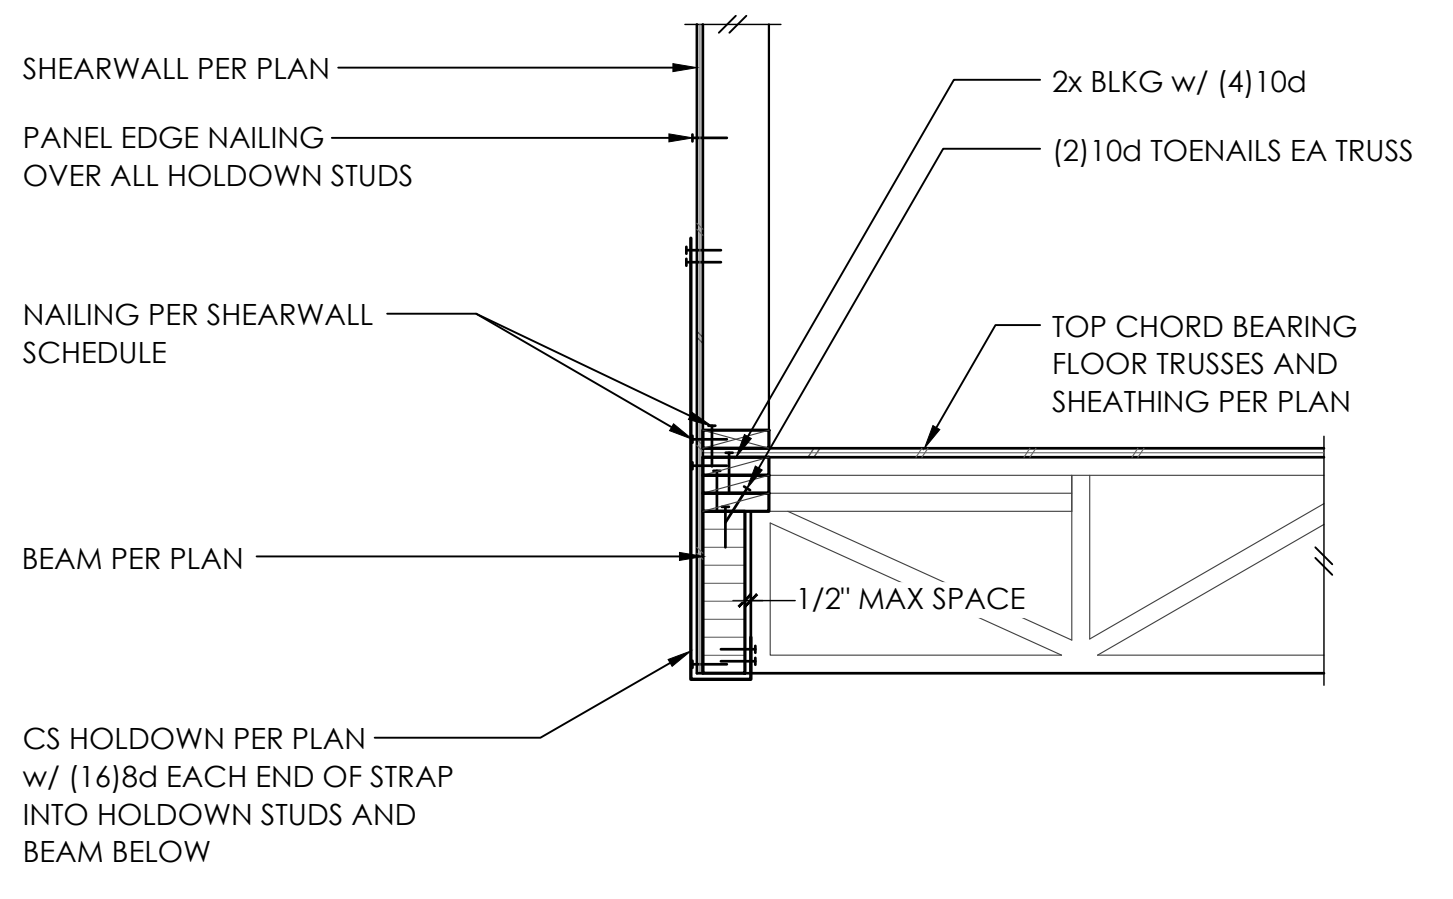 SHEARWALL PER PLAN
PANEL EDGE NAILING
OVER ALL HOLDOWN STUDS
NAILING PER SHEARWALL
SCHEDULE
BEAM PER PLAN
CS HOLDOWN PER PLAN
w/ (16)8d EACH END OF STRAP
INTO HOLDOWN STUDS AND
BEAM BELOW
2x BLKG w/ (4)10d
(2)10d TOENAILS EA TRUSS
TOP CHORD BEARING
FLOOR TRUSSES AND
SHEATHING PER PLAN
1/2" MAX SPACE